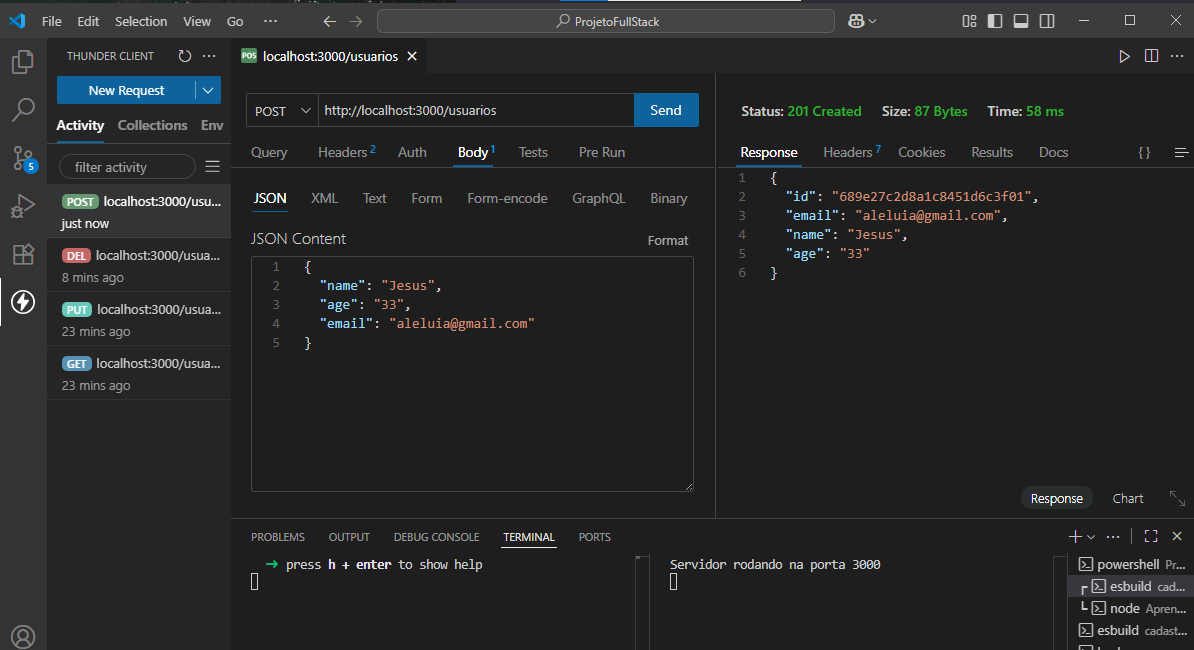 File Edit Selection View Go ··· ProjetoFullStack
THUNDER CLIENT ···
New Request
Activity Collections Env
filter activity
POST localhost:3000/usu...
just now
DEL localhost:3000/usua...
8 mins ago
PUT localhost:3000/usua...
23 mins ago
GET localhost:3000/usua...
23 mins ago
5
POS localhost:3000/usuarios
POST http://localhost:3000/usuarios Send
Query Headers 2 Auth Body 1 Tests Pre Run
JSON XML Text Form Form-encode GraphQL Binary
JSON Content Format
1 {
2 "name": "Jesus",
3 "age": "33",
4 "email": "aleluia@gmail.com"
5 }
Status: 201 Created Size: 87 Bytes Time: 58 ms
Response Headers 7 Cookies Results Docs { }
1 {
2 "id": "689e27c2d8a1c8451d6c3f01",
3 "email": "aleluia@gmail.com",
4 "name": "Jesus",
5 "age": "33"
6 }
Response Chart
PROBLEMS OUTPUT DEBUG CONSOLE TERMINAL PORTS
➜ press h + enter to show help
Servidor rodando na porta 3000
powershell Pr...
esbuild cad...
node Apren...
esbuild cadast...